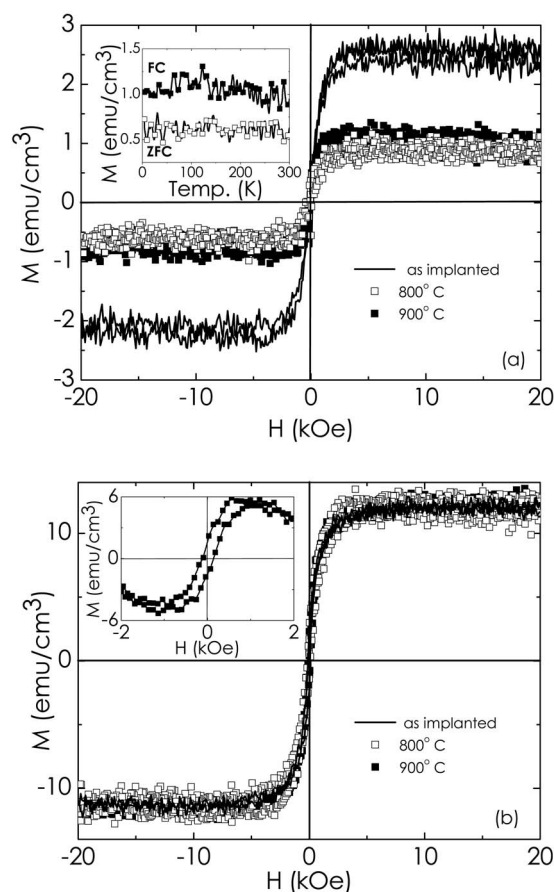 3
2
1
0
-1
-2
-3
M (emu/cm3)
1.5
1.0
0.5
M (emu/cm3)
FC
ZFC
0 100 200 300
Temp. (K)
as implanted
800° C
900° C
(a)
-20 -10 0 10 20
H (kOe)
10
0
-10
M (emu/cm3)
6
0
-6
M (emu/cm3)
-2 0 2
H (kOe)
as implanted
800° C
900° C
(b)
-20 -10 0 10 20
H (kOe)